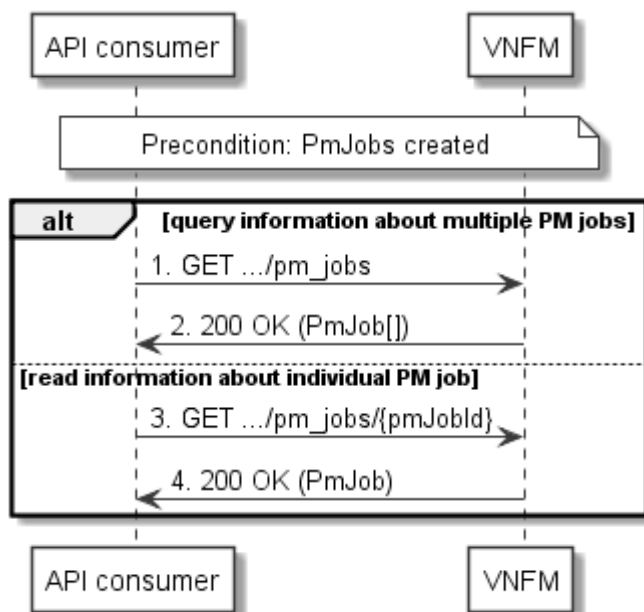 API consumer
VNFM
Precondition: PmJobs created
alt
[query information about multiple PM jobs]
1. GET .../pm_jobs
2. 200 OK (PmJob[])
[read information about individual PM job]
3. GET .../pm_jobs/{pmJobId}
4. 200 OK (PmJob)
API consumer
VNFM